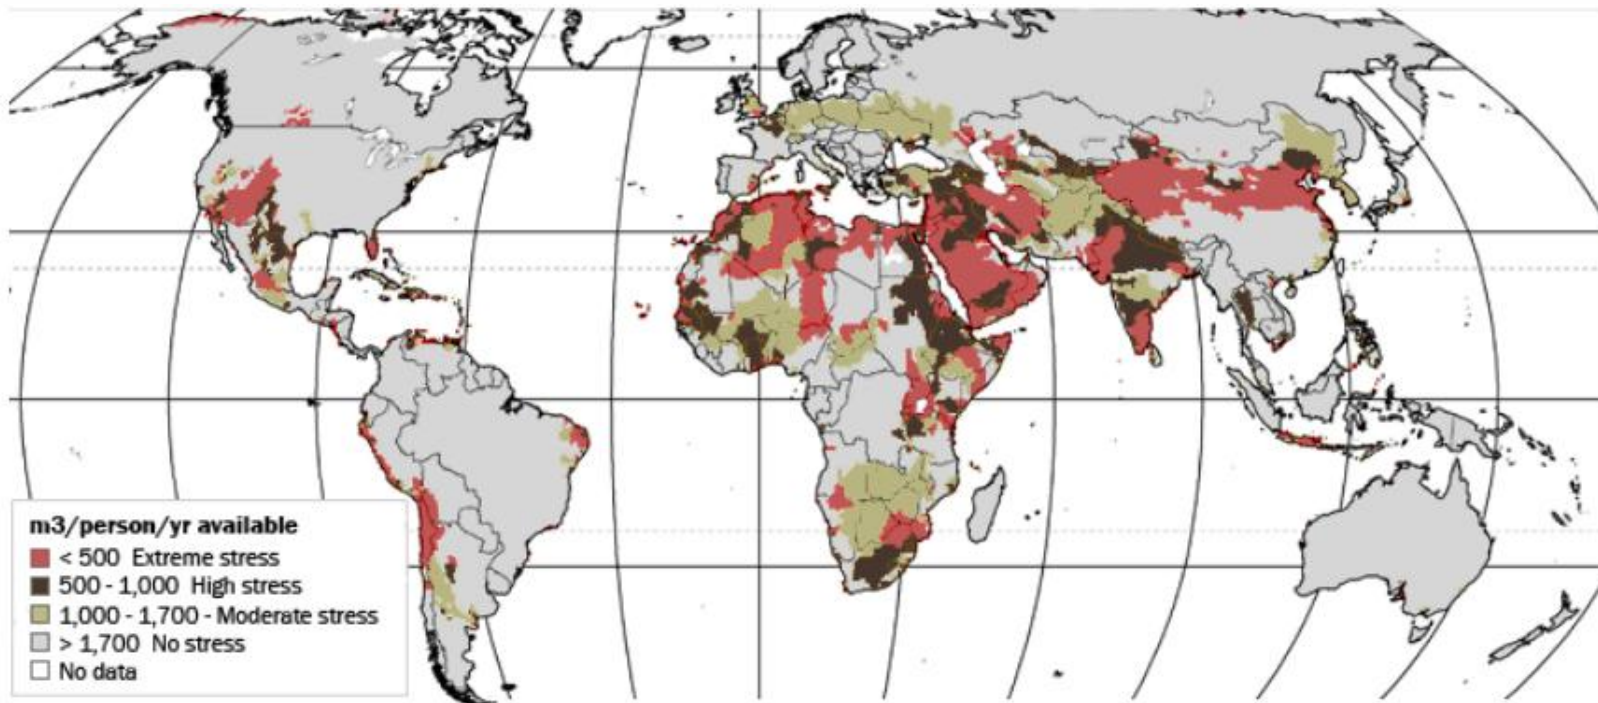 m3/person/yr available
< 500 Extreme stress
500 - 1,000 High stress
1,000 - 1,700 - Moderate stress
> 1,700 No stress
No data